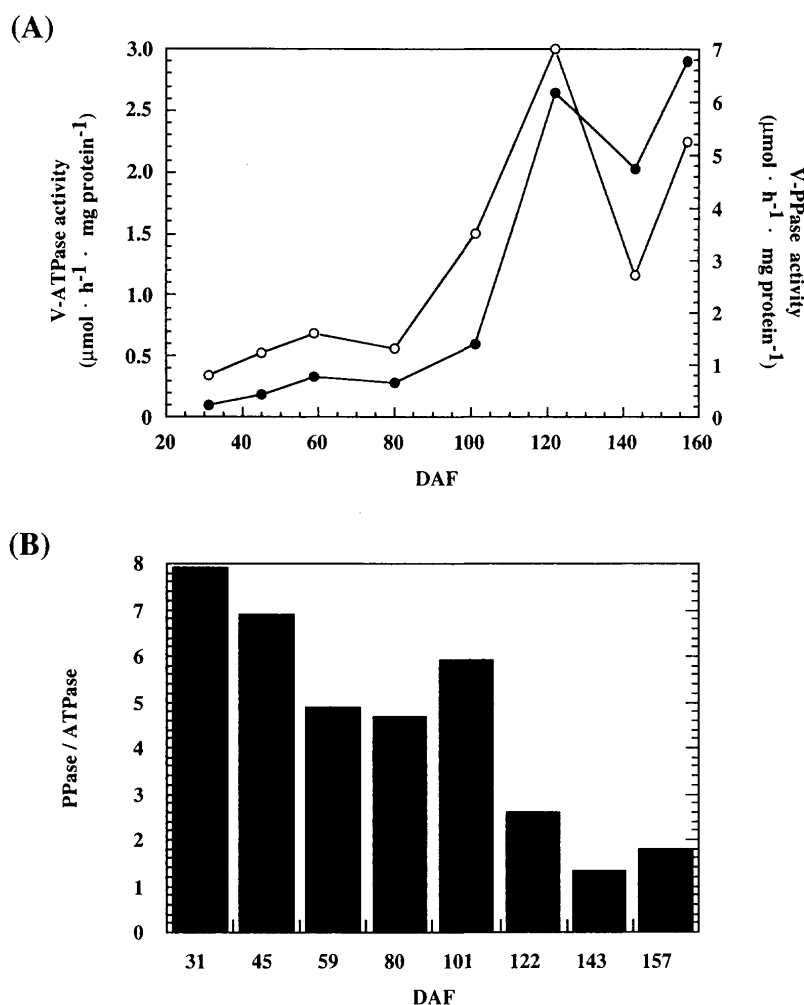 (A)
V-ATPase activity
(µmol · h-1 · mg protein-1)
3.0
2.5
2.0
1.5
1.0
0.5
0
7
6
5
4
3
2
1
0
V-PPase activity
(µmol · h-1 · mg protein-1)
20 40 60 80 100 120 140 160
DAF
(B)
PPase / ATPase
8
7
6
5
4
3
2
1
0
31 45 59 80 101 122 143 157
DAF